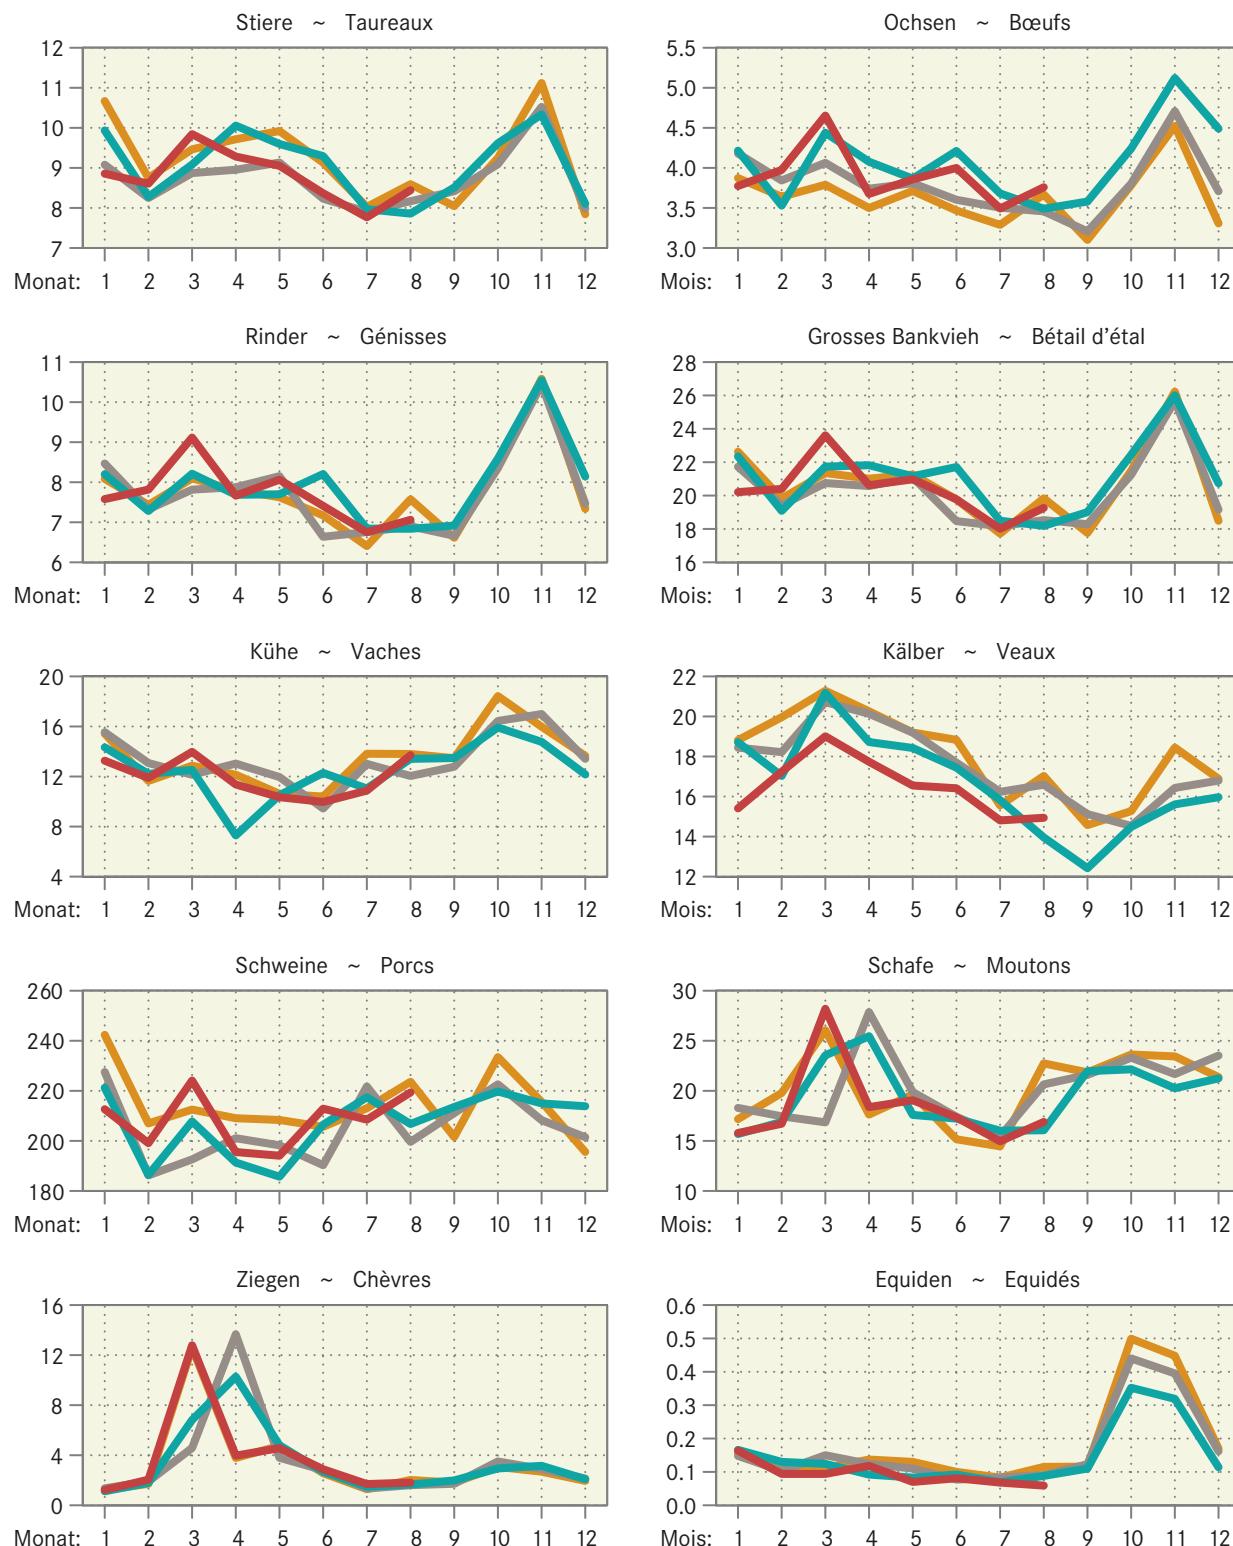 Stiere ~ Taureaux
12
11
10
9
8
7
Monat: 1 2 3 4 5 6 7 8 9 10 11 12
Ochsen ~ Bœufs
5.5
5.0
4.5
4.0
3.5
3.0
Mois: 1 2 3 4 5 6 7 8 9 10 11 12
Rinder ~ Génisses
11
10
9
8
7
6
Monat: 1 2 3 4 5 6 7 8 9 10 11 12
Grosses Bankvieh ~ Bétail d’étal
28
26
24
22
20
18
16
Mois: 1 2 3 4 5 6 7 8 9 10 11 12
Kühe ~ Vaches
20
16
12
8
4
Monat: 1 2 3 4 5 6 7 8 9 10 11 12
Kälber ~ Veaux
22
20
18
16
14
12
Mois: 1 2 3 4 5 6 7 8 9 10 11 12
Schweine ~ Porcs
260
240
220
200
180
Monat: 1 2 3 4 5 6 7 8 9 10 11 12
Schafe ~ Moutons
30
25
20
15
10
Mois: 1 2 3 4 5 6 7 8 9 10 11 12
Ziegen ~ Chèvres
16
12
8
4
0
Monat: 1 2 3 4 5 6 7 8 9 10 11 12
Equiden ~ Equidés
0.6
0.5
0.4
0.3
0.2
0.1
0.0
Mois: 1 2 3 4 5 6 7 8 9 10 11 12